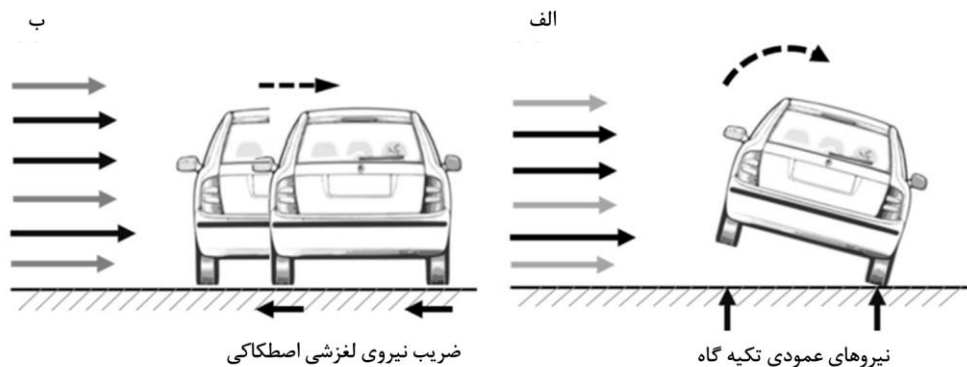 الف
ب
نیروهای عمودی تکیه گاه
ضریب نیروی لغزشی اصطکاکی